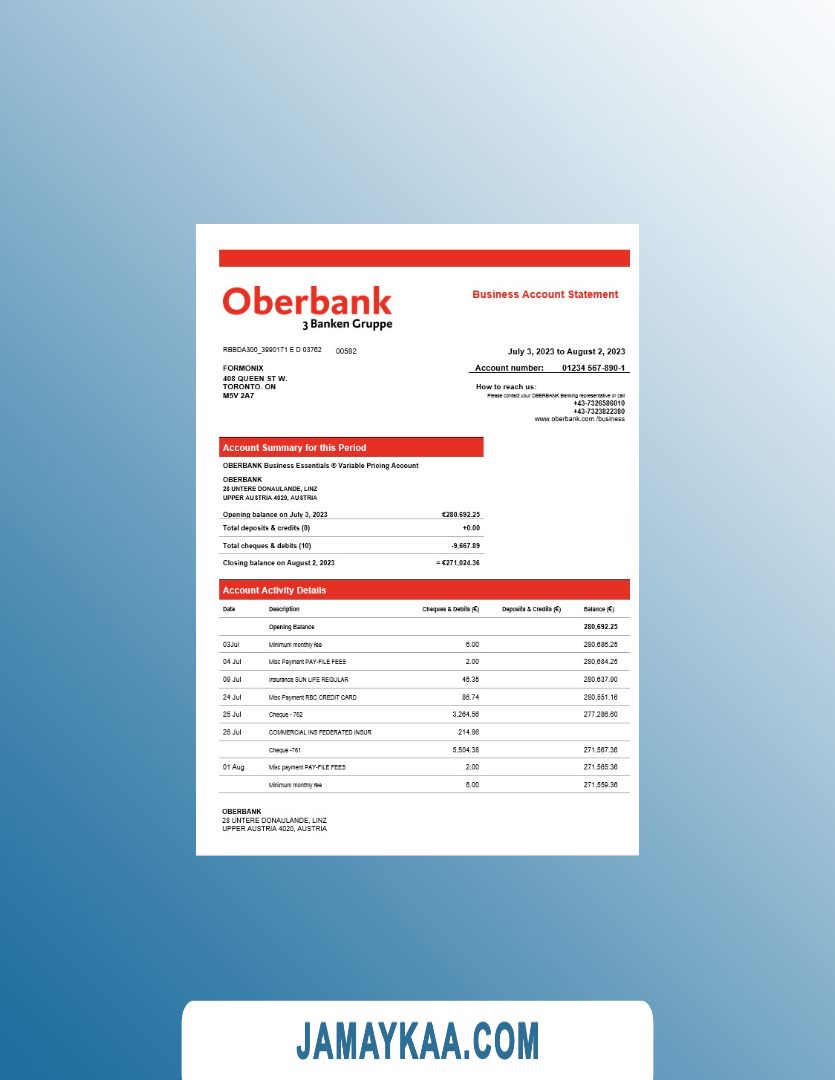 Oberbank
3 Banken Gruppe
Business Account Statement
RBBDA300_3990171 E D 03762 00582
July 3, 2023 to August 2, 2023
FORMONIX
Account number: 01234 567-890-1
408 QUEEN ST W.
TORONTO. ON
M5V 2A7
How to reach us:
Please contact your OBERBANK Banking representative or call
+43-7326586010
+43-7323822380
www.oberbank.com /business
Account Summary for this Period
OBERBANK Business Essentials ® Variable Pricing Account
OBERBANK
28 UNTERE DONAULANDE, LINZ
UPPER AUSTRIA 4020, AUSTRIA
Opening balance on July 3, 2023 €280.692.25
Total deposits & credits (0) +0.00
Total cheques & debits (10) -9,667.89
Closing balance on August 2, 2023 = €271,024.36
Account Activity Details
Date Description Cheques & Debits (€) Deposits & Credits (€) Balance (€)
Opening Balance 280,692.25
03Jul Minimum monthly fee 6.00 280,686.25
04 Jul Misc Payment PAY-FILE FEES 2.00 280,684.25
09 Jul Insurance SUN LIFE REGULAR 46.35 280,637.90
24 Jul Misc Payment RBC CREDIT CARD 86.74 280,551.16
25 Jul Cheque - 762 3,264.56 277,286.60
26 Jul COMMERCIAL INS FEDERATED INSUR 214.86
Cheque -761 5,504.38 271,567.36
01 Aug Misc payment PAY-FILE FEES 2.00 271,565.36
Minimum monthly fee 6.00 271,559.36
OBERBANK
28 UNTERE DONAULANDE, LINZ
UPPER AUSTRIA 4020, AUSTRIA
JAMAYKAA.COM